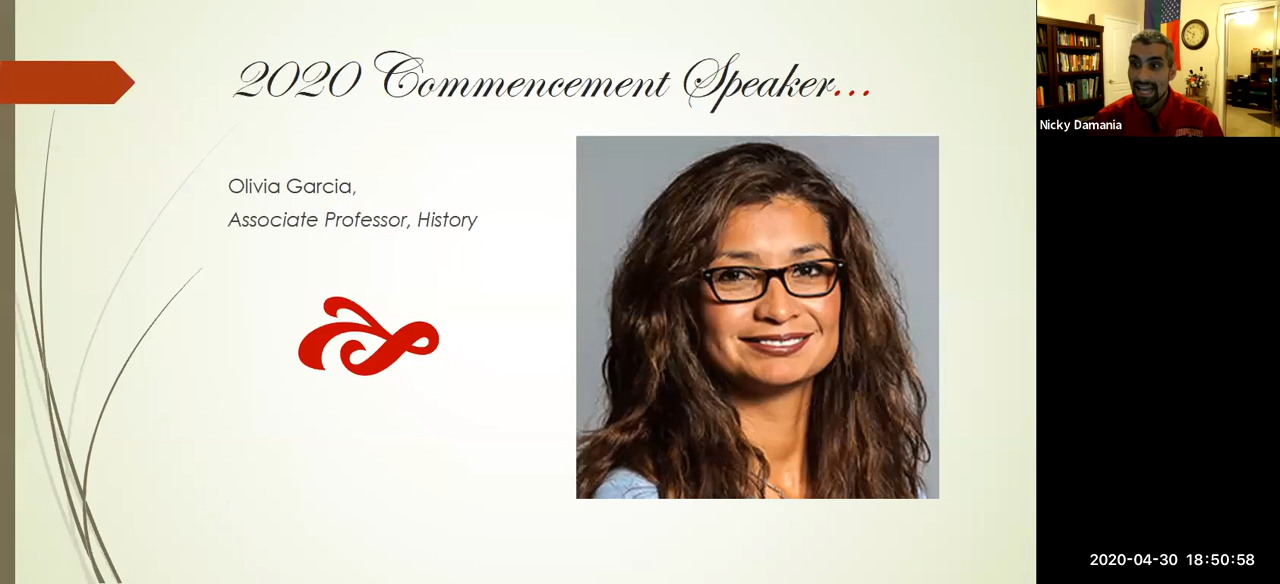 2020 Commencement Speaker...
Olivia Garcia,
Associate Professor, History
Nicky Damania
2020-04-30 18:50:58